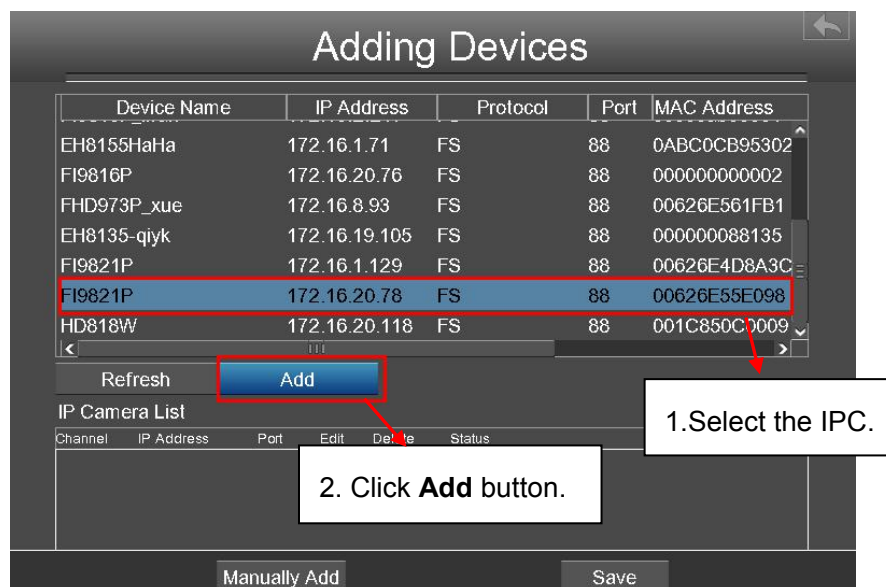 Adding Devices
Device Name IP Address Protocol Port MAC Address
EH8155HaHa 172.16.1.71 FS 88 0ABC0CB95302
FI9816P 172.16.20.76 FS 88 000000000002
FHD973P_xue 172.16.8.93 FS 88 00626E561FB1
EH8135-qiyk 172.16.19.105 FS 88 000000088135
FI9821P 172.16.1.129 FS 88 00626E4D8A3C
FI9821P 172.16.20.78 FS 88 00626E55E098
HD818W 172.16.20.118 FS 88 001C850C0009
Refresh Add
1.Select the IPC.
IP Camera List
Channel IP Address Port Edit Delete Status
2. Click Add button.
Manually Add Save